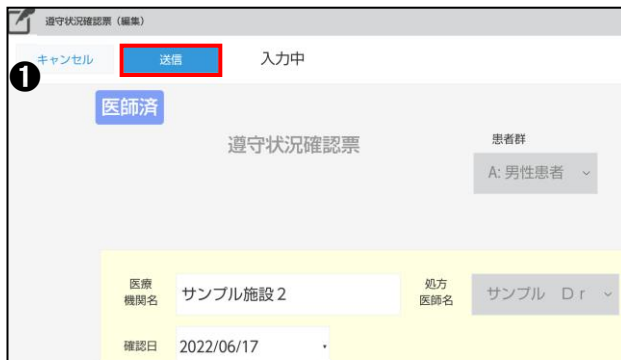 遵守状況確認票（編集）
キャンセル 送信 入力中
❶
医師済
遵守状況確認票
患者群
A: 男性患者
医療
機関名
サンプル施設２
処方
医師名
サンプル　Ｄｒ
確認日 2022/06/17